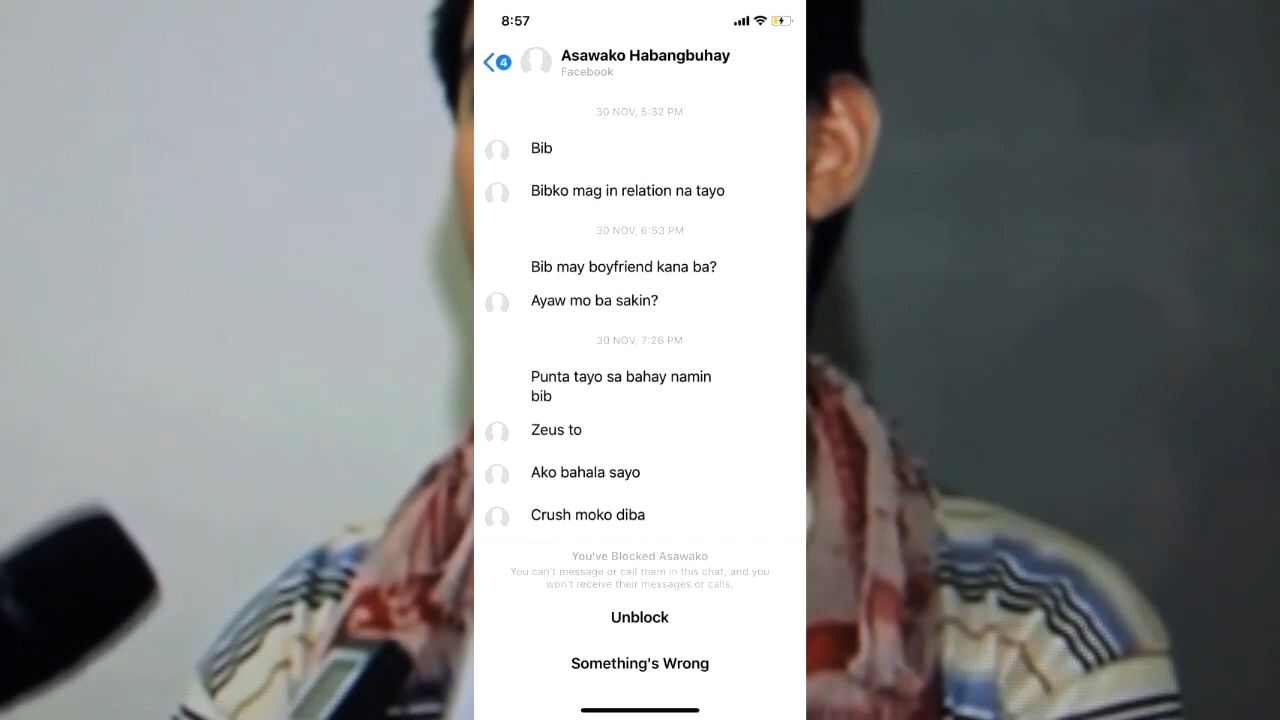 8:57
4
Asawako Habangbuhay
Facebook
30 NOV, 5:32 PM
Bib
Bibko mag in relation na tayo
30 NOV, 6:53 PM
Bib may boyfriend kana ba?
Ayaw mo ba sakin?
30 NOV, 7:26 PM
Punta tayo sa bahay namin
bib
Zeus to
Ako bahala sayo
Crush moko diba
You've Blocked Asawako
You can't message or call them in this chat, and you
won't receive their messages or calls.
Unblock
Something's Wrong